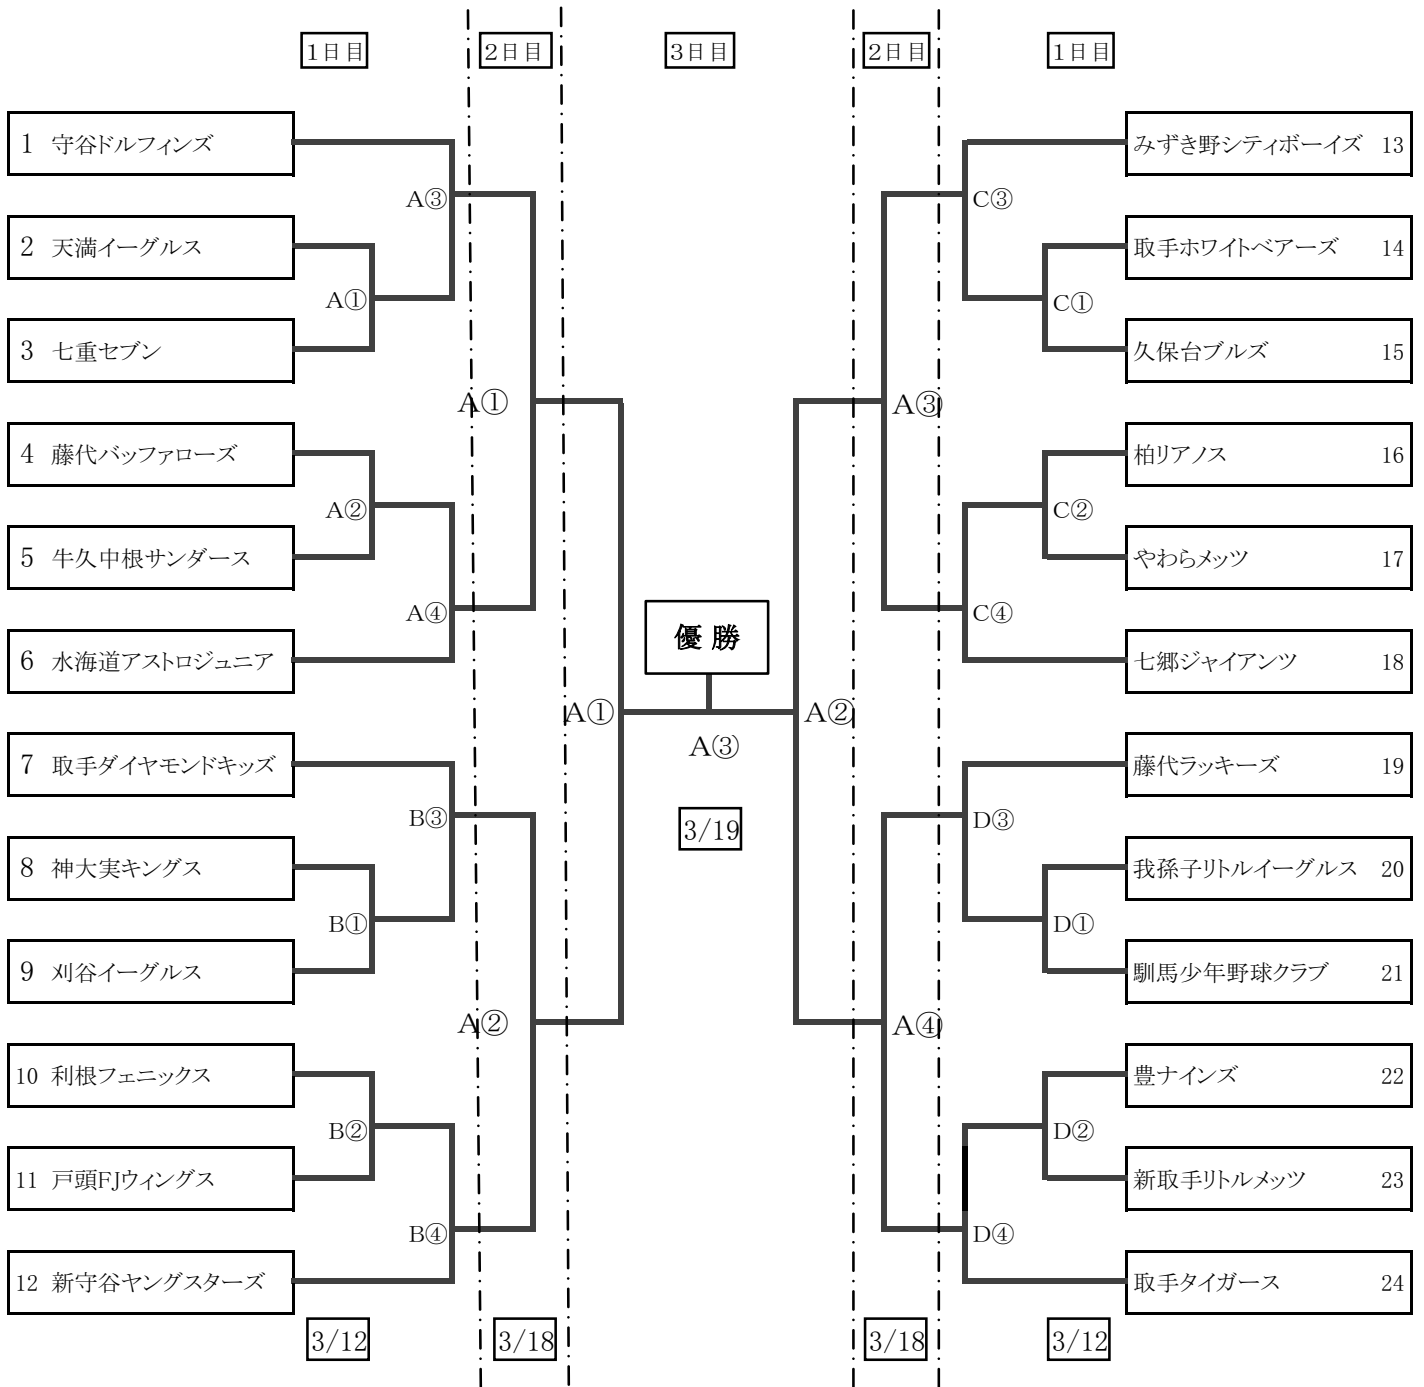 1日目
2日目
3日目
2日目
1日目
1 守谷ドルフィンズ
みずき野シティボーイズ 13
A③
C③
2 天満イーグルス
取手ホワイトベアーズ 14
A①
C①
3 七重セブン
久保台ブルズ 15
A①
A③
4 藤代バッファローズ
柏リアノス 16
A②
C②
5 牛久中根サンダース
やわらメッツ 17
A④
C④
優 勝
6 水海道アストロジュニア
七郷ジャイアンツ 18
A①
A②
A③
7 取手ダイヤモンドキッズ
藤代ラッキーズ 19
B③
D③
3/19
8 神大実キングス
我孫子リトルイーグルス 20
B①
D①
9 刈谷イーグルス
馴馬少年野球クラブ 21
A②
A④
10 利根フェニックス
豊ナインズ 22
B②
D②
11 戸頭FJウィングス
新取手リトルメッツ 23
B④
D④
12 新守谷ヤングスターズ
取手タイガース 24
3/12
3/18
3/18
3/12